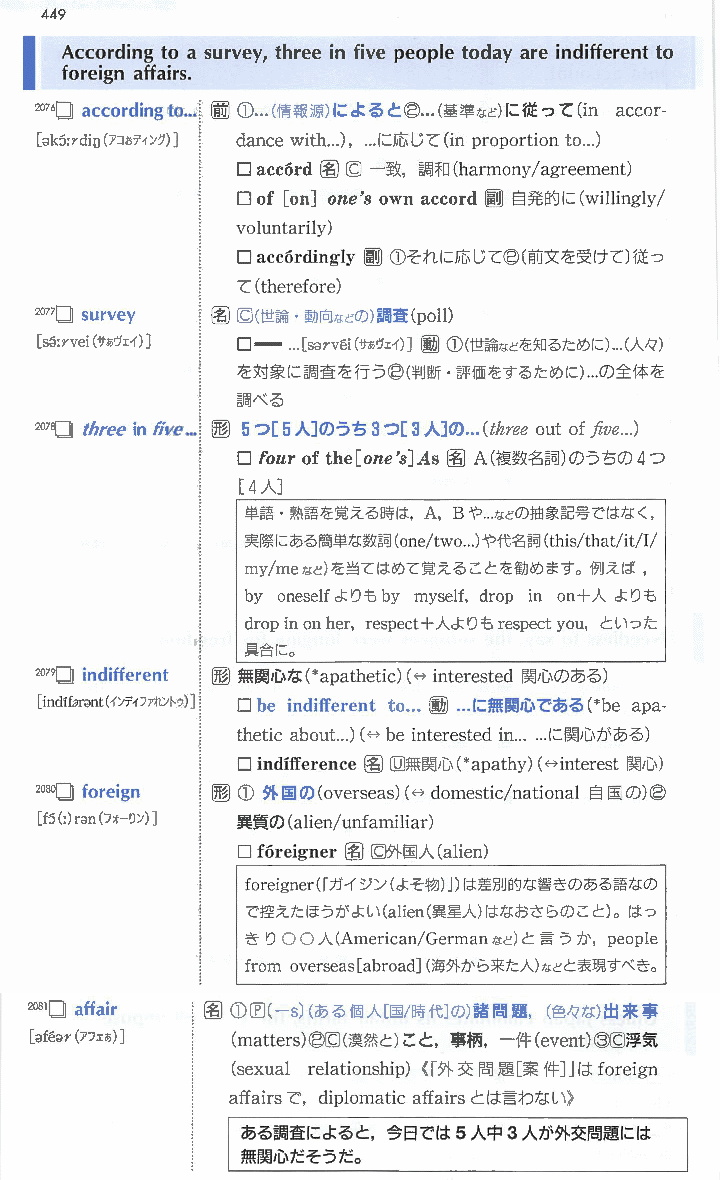 449
According to a survey, three in five people today are indifferent to
foreign affairs.
2076 □ according to… 前 ①…(情報源)によると②…(基準など)に従って(in accor-
[əkɔ́ːrdiŋ(アコぁディング)] dance with…), …に応じて(in proportion to…)
□ accórd 名 Ⓒ 一致, 調和(harmony/agreement)
□ of [on] one's own accord 副 自発的に(willingly/
voluntarily)
□ accórdingly 副 ①それに応じて②(前文を受けて)従っ
て(therefore)
2077 □ survey 名 Ⓒ(世論・動向などの)調査(poll)
[sə́ːrvei(サぁヴェイ)] □━ …[sərvéi(サぁヴェイ)] 動 ①(世論などを知るために)…(人々)
を対象に調査を行う②(判断・評価をするために)…の全体を
調べる
2078 □ three in five… 形 5つ[5人]のうち3つ[3人]の…(three out of five…)
□ four of the[one's]As 名 A(複数名詞)のうちの4つ
[4人]
単語・熟語を覚える時は, A, Bや…などの抽象記号ではなく,
実際にある簡単な数詞(one/two…)や代名詞(this/that/it/I/
my/meなど)を当てはめて覚えることを勧めます。例えば,
by oneselfよりもby myself, drop in on＋人 よりも
drop in on her, respect＋人よりもrespect you, といった
具合に。
2079 □ indifferent 形 無関心な(*apathetic)(↔ interested 関心のある)
[indífərənt(インディファレントゥ)] □ be indifferent to… 動 …に無関心である(*be apa-
thetic about…)(↔ be interested in… …に関心がある)
□ indífference 名 Ⓤ無関心(*apathy)(↔interest 関心)
2080 □ foreign 形 ① 外国の(overseas)(↔ domestic/national 自国の)②
[fɔ́(ː)rən(フォーリン)] 異質の(alien/unfamiliar)
□ fóreigner 名 Ⓒ外国人(alien)
foreigner(「ガイジン(よそ物)」)は差別的な響きのある語なの
で控えたほうがよい(alien(異星人)はなおさらのこと)。はっ
きり〇〇人(American/Germanなど)と言うか, people
from overseas[abroad](海外から来た人)などと表現すべき。
2081 □ affair 名 ①Ⓟ(―s)(ある個人[国/時代]の)諸問題, (色々な)出来事
[əféər(アフェぁ)] (matters)②Ⓒ(漠然と)こと, 事柄, 一件(event)③Ⓒ浮気
(sexual relationship)《「外交問題[案件]」はforeign
affairsで, diplomatic affairsとは言わない》
ある調査によると, 今日では5人中3人が外交問題には
無関心だそうだ。